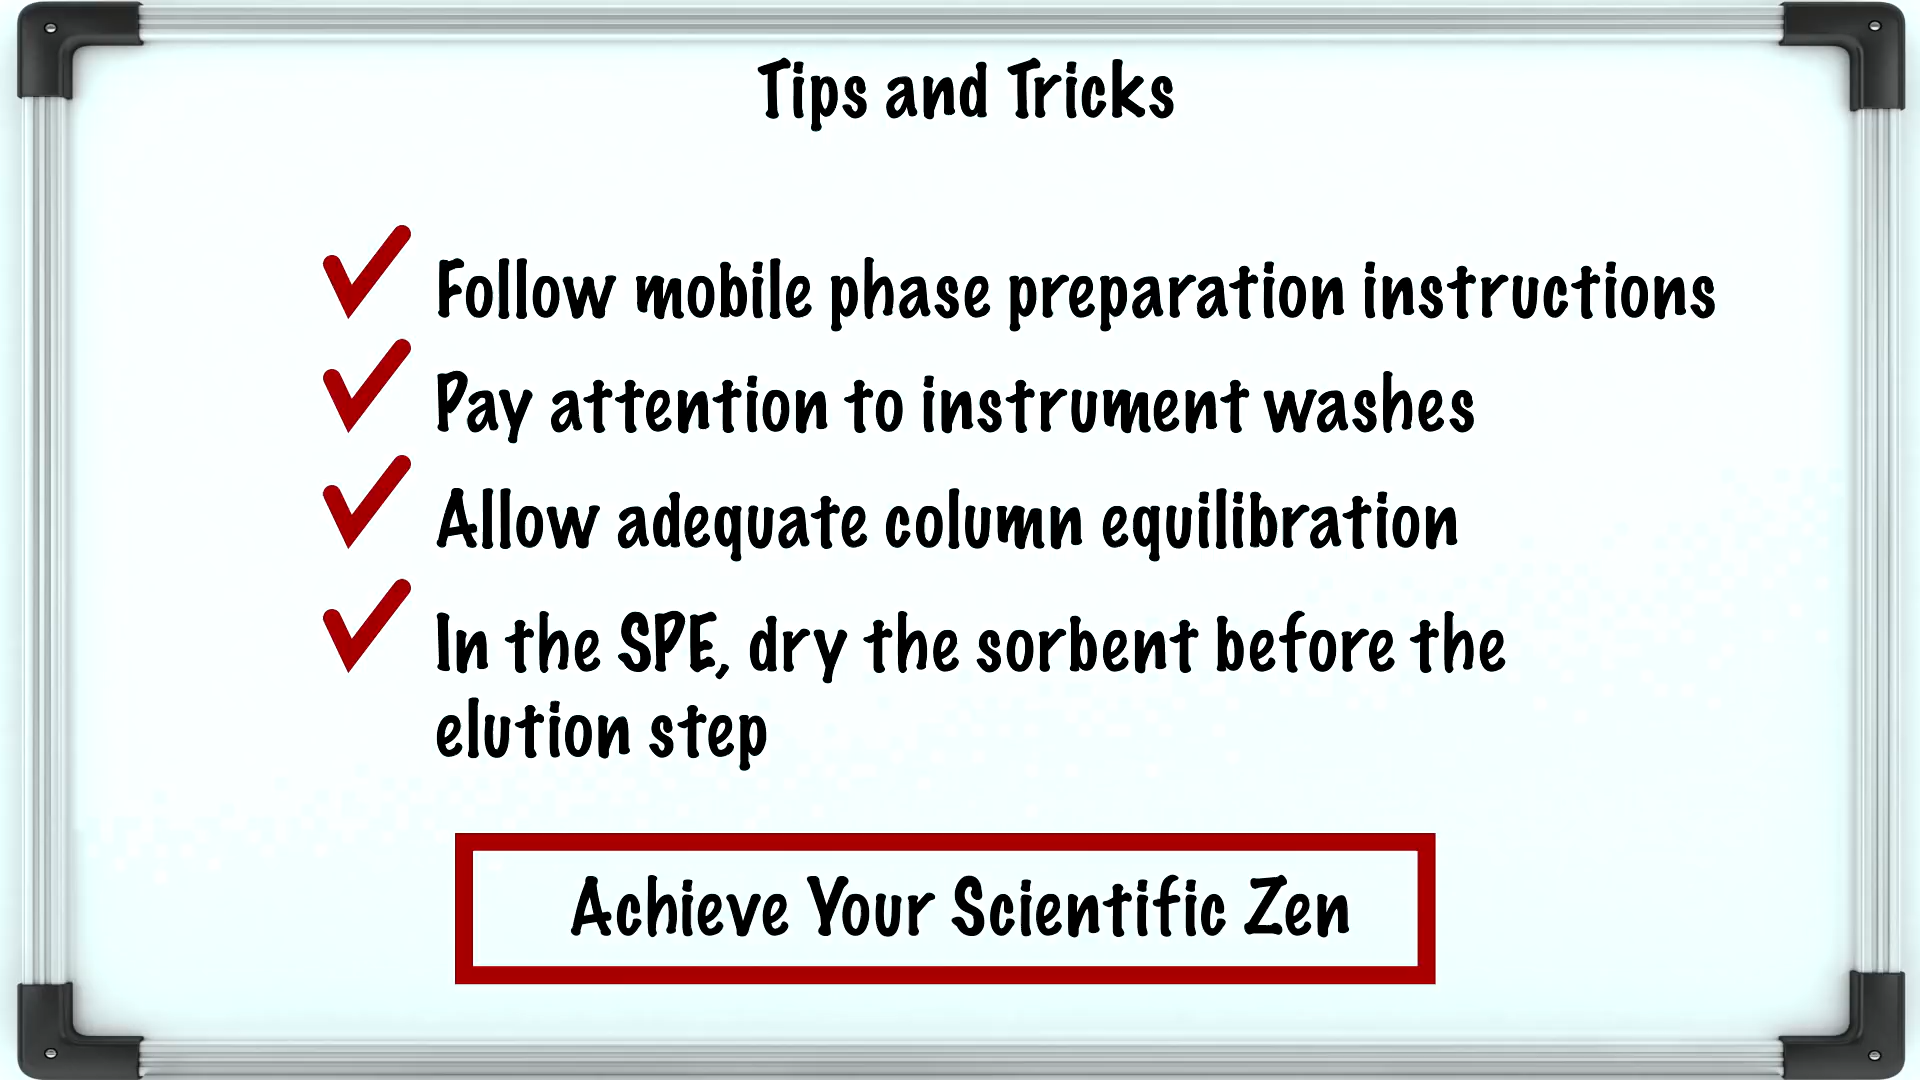 Tips and Tricks
Follow mobile phase preparation instructions
Pay attention to instrument washes
Allow adequate column equilibration
In the SPE, dry the sorbent before the
elution step
Achieve Your Scientific Zen